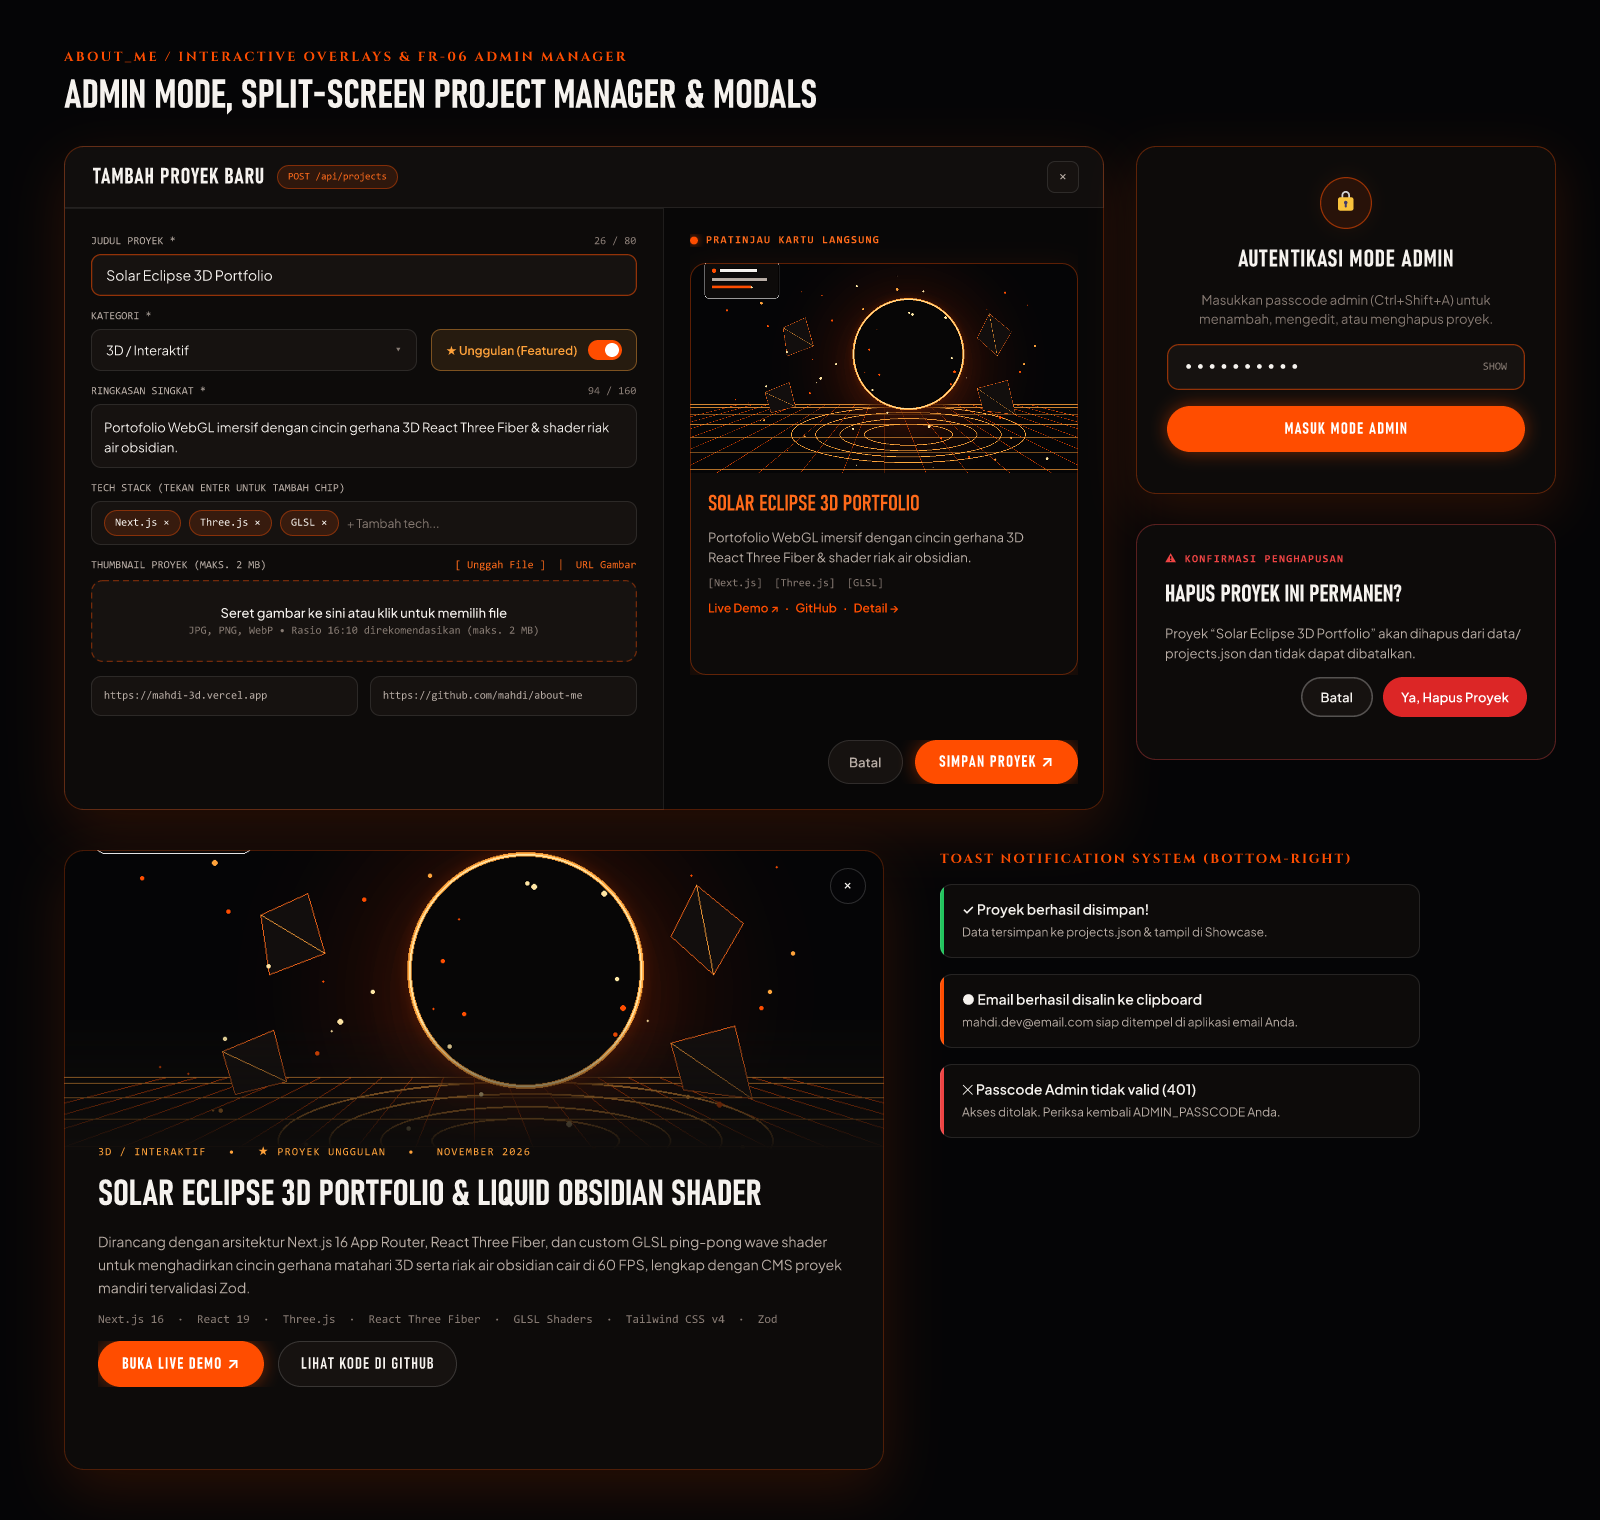 ABOUT_ME / INTERACTIVE OVERLAYS & FR-06 ADMIN MANAGER
ADMIN MODE, SPLIT-SCREEN PROJECT MANAGER & MODALS
TAMBAH PROYEK BARU
POST /api/projects
×
JUDUL PROYEK *
26 / 80
Solar Eclipse 3D Portfolio
KATEGORI *
3D / Interaktif
★ Unggulan (Featured)
RINGKASAN SINGKAT *
94 / 160
Portofolio WebGL imersif dengan cincin gerhana 3D React Three Fiber & shader riak
air obsidian.
TECH STACK (TEKAN ENTER UNTUK TAMBAH CHIP)
Next.js ×
Three.js ×
GLSL ×
+ Tambah tech...
THUMBNAIL PROYEK (MAKS. 2 MB)
[ Unggah File ] | URL Gambar
Seret gambar ke sini atau klik untuk memilih file
JPG, PNG, WebP • Rasio 16:10 direkomendasikan (maks. 2 MB)
https://mahdi-3d.vercel.app
https://github.com/mahdi/about-me
PRATINJAU KARTU LANGSUNG
SOLAR ECLIPSE 3D PORTFOLIO
Portofolio WebGL imersif dengan cincin gerhana 3D
React Three Fiber & shader riak air obsidian.
[Next.js] [Three.js] [GLSL]
Live Demo ↗ · GitHub · Detail →
Batal
SIMPAN PROYEK ↗
AUTENTIKASI MODE ADMIN
Masukkan passcode admin (Ctrl+Shift+A) untuk
menambah, mengedit, atau menghapus proyek.
••••••••••
SHOW
MASUK MODE ADMIN
⚠ KONFIRMASI PENGHAPUSAN
HAPUS PROYEK INI PERMANEN?
Proyek “Solar Eclipse 3D Portfolio” akan dihapus dari data/
projects.json dan tidak dapat dibatalkan.
Batal
Ya, Hapus Proyek
×
3D / INTERAKTIF • ★ PROYEK UNGGULAN • NOVEMBER 2026
SOLAR ECLIPSE 3D PORTFOLIO & LIQUID OBSIDIAN SHADER
Dirancang dengan arsitektur Next.js 16 App Router, React Three Fiber, dan custom GLSL ping-pong wave shader
untuk menghadirkan cincin gerhana matahari 3D serta riak air obsidian cair di 60 FPS, lengkap dengan CMS proyek
mandiri tervalidasi Zod.
Next.js 16 · React 19 · Three.js · React Three Fiber · GLSL Shaders · Tailwind CSS v4 · Zod
BUKA LIVE DEMO ↗
LIHAT KODE DI GITHUB
TOAST NOTIFICATION SYSTEM (BOTTOM-RIGHT)
✓ Proyek berhasil disimpan!
Data tersimpan ke projects.json & tampil di Showcase.
● Email berhasil disalin ke clipboard
mahdi.dev@email.com siap ditempel di aplikasi email Anda.
✕ Passcode Admin tidak valid (401)
Akses ditolak. Periksa kembali ADMIN_PASSCODE Anda.